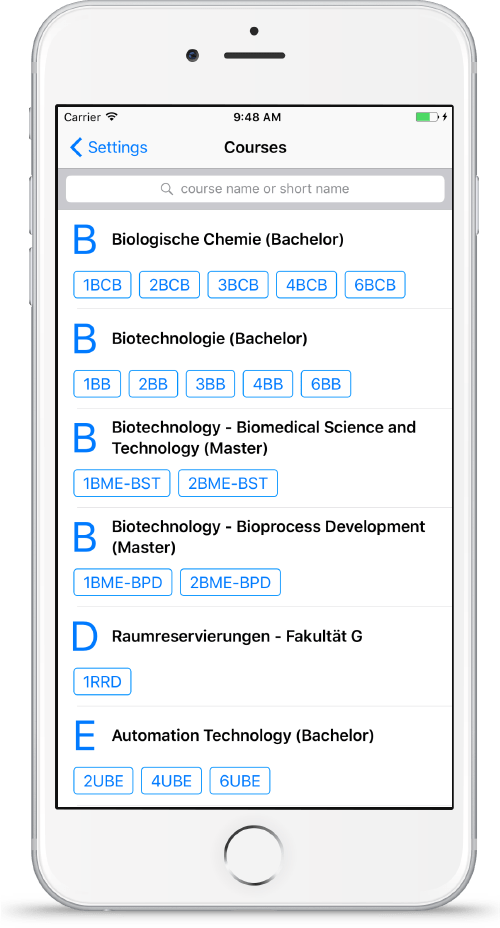 Carrier 9:48 AM
Settings Courses
course name or short name
B Biologische Chemie (Bachelor)
1BCB 2BCB 3BCB 4BCB 6BCB
B Biotechnologie (Bachelor)
1BB 2BB 3BB 4BB 6BB
B Biotechnology - Biomedical Science and
Technology (Master)
1BME-BST 2BME-BST
B Biotechnology - Bioprocess Development
(Master)
1BME-BPD 2BME-BPD
D Raumreservierungen - Fakultät G
1RRD
E Automation Technology (Bachelor)
2UBE 4UBE 6UBE